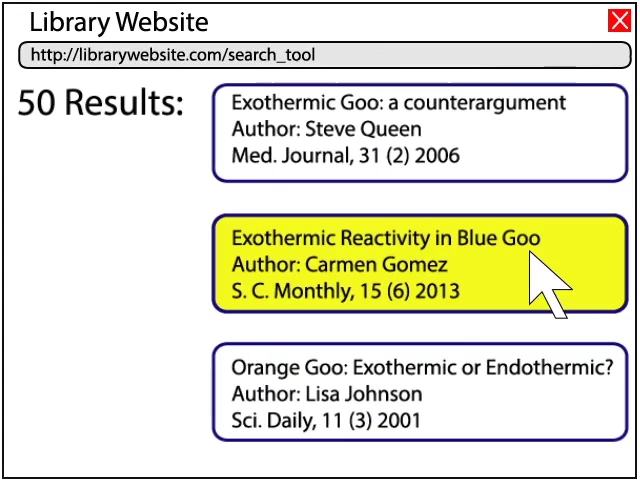 Library Website
http://librarywebsite.com/search_tool
50 Results:
Exothermic Goo: a counterargument
Author: Steve Queen
Med. Journal, 31 (2) 2006
Exothermic Reactivity in Blue Goo
Author: Carmen Gomez
S. C. Monthly, 15 (6) 2013
Orange Goo: Exothermic or Endothermic?
Author: Lisa Johnson
Sci. Daily, 11 (3) 2001